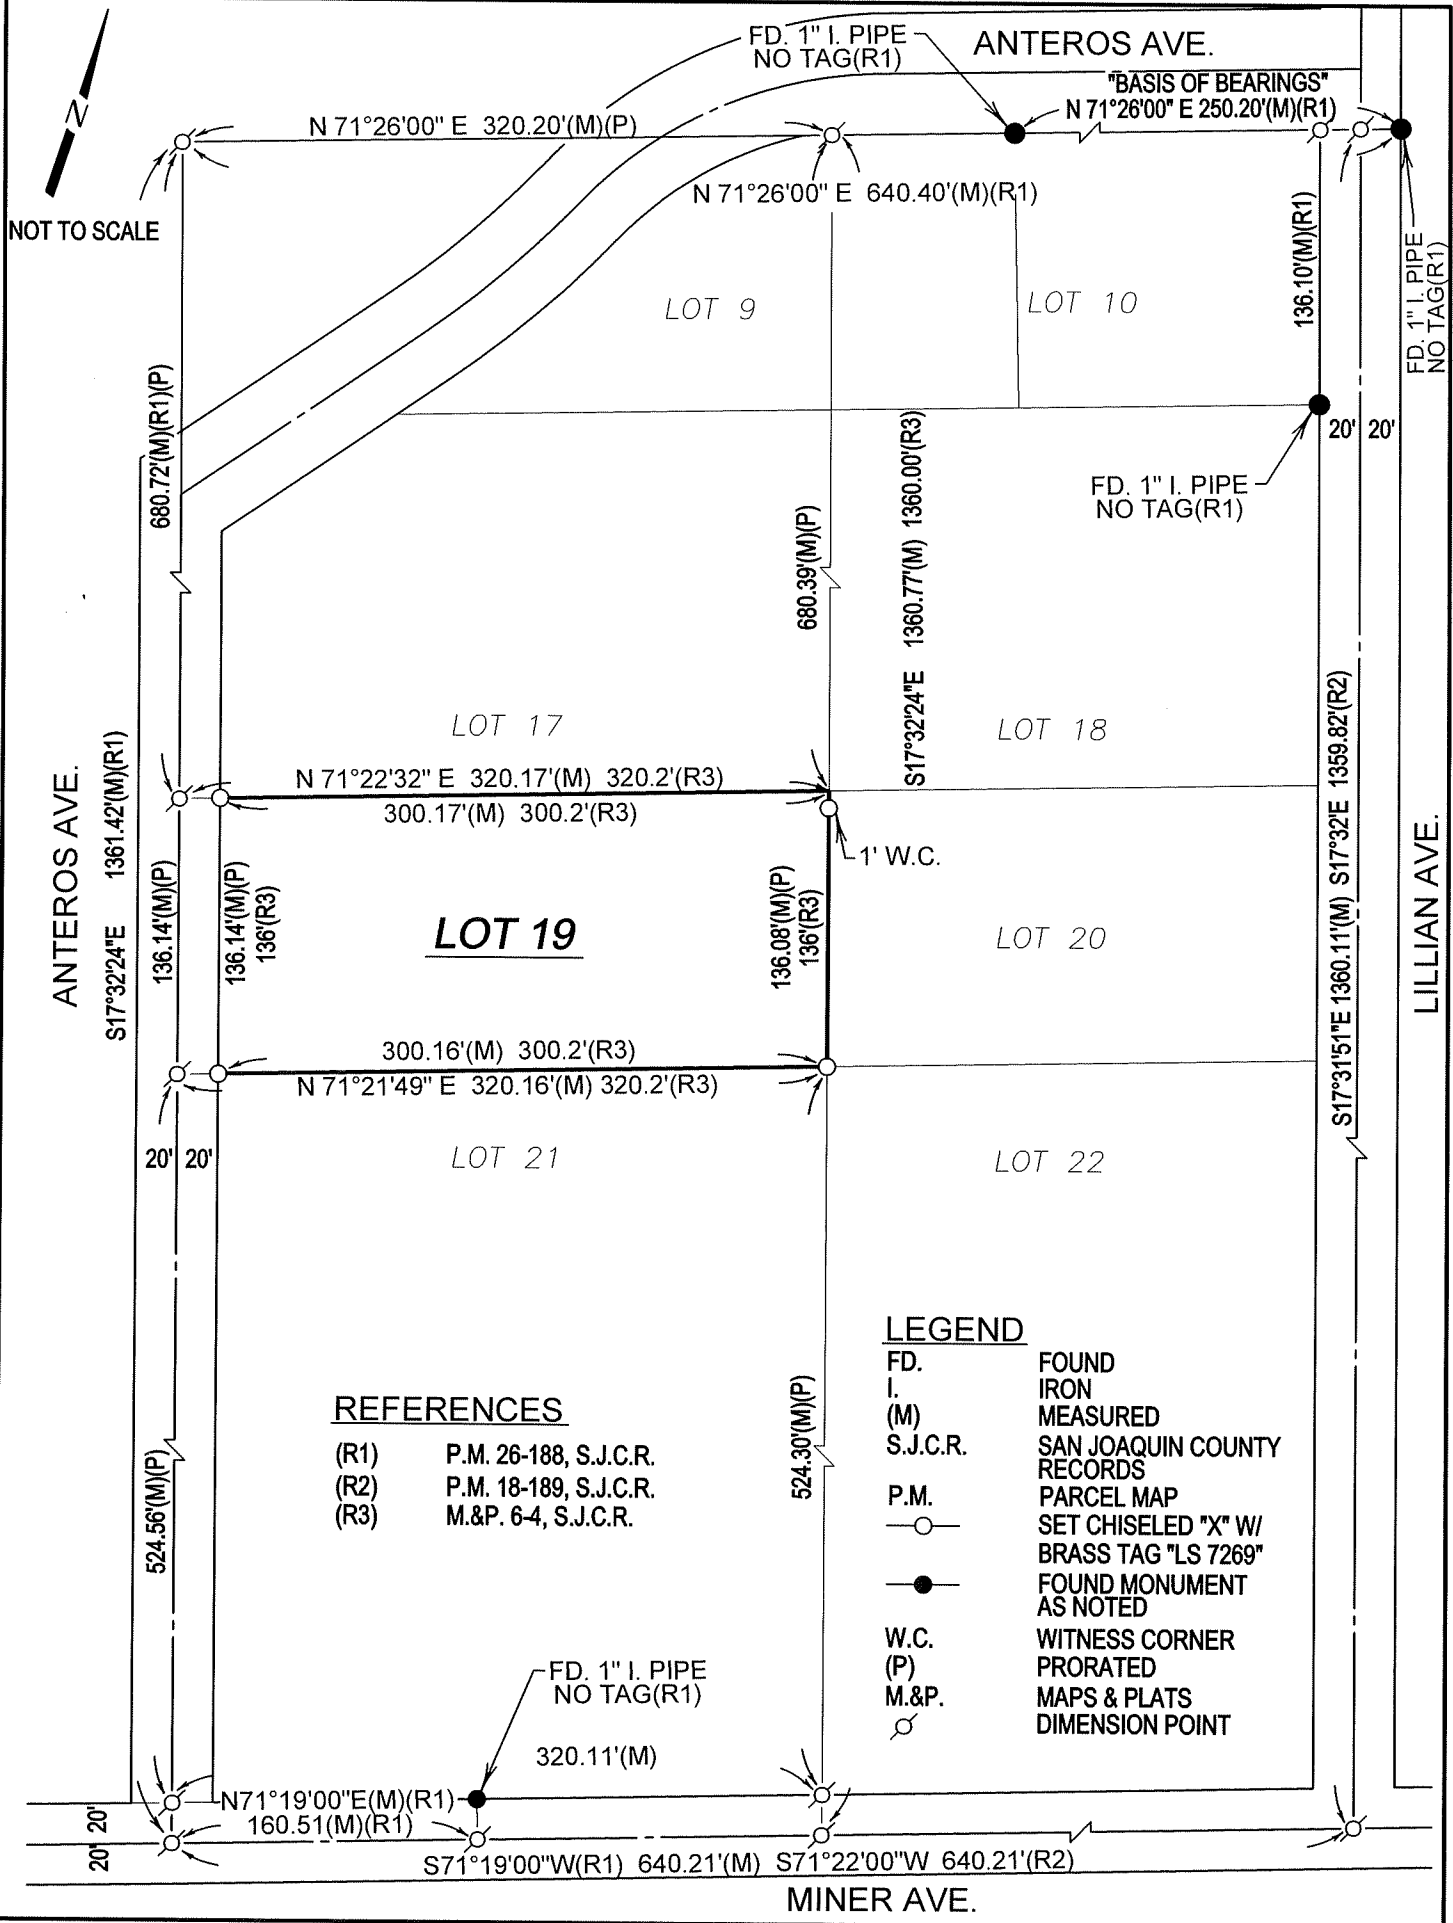 FD. 1" I. PIPE
NO TAG(R1)
ANTEROS AVE.
"BASIS OF BEARINGS"
N 71°26'00" E 250.20'(M)(R1)
N
NOT TO SCALE
N 71°26'00" E 320.20'(M)(P)
N 71°26'00" E 640.40'(M)(R1)
136.10'(M)(R1)
FD. 1" I. PIPE
NO TAG(R1)
LOT 9
LOT 10
680.72'(M)(R1)(P)
20' 20'
FD. 1" I. PIPE
NO TAG(R1)
680.39'(M)(P)
S17°32'24"E 1360.77'(M) 1360.00'(R3)
LOT 17
LOT 18
ANTEROS AVE.
S17°32'24"E 1361.42'(M)(R1)
N 71°22'32" E 320.17'(M) 320.2'(R3)
300.17'(M) 300.2'(R3)
1' W.C.
136.14'(M)(P)
136.14'(M)(P)
136'(R3)
LOT 19
136.08'(M)(P)
136'(R3)
LOT 20
S17°31'51"E 1360.11'(M) S17°32'E 1359.82'(R2)
LILLIAN AVE.
300.16'(M) 300.2'(R3)
N 71°21'49" E 320.16'(M) 320.2'(R3)
20' 20'
LOT 21
LOT 22
524.56'(M)(P)
524.30'(M)(P)
REFERENCES
(R1) P.M. 26-188, S.J.C.R.
(R2) P.M. 18-189, S.J.C.R.
(R3) M.&P. 6-4, S.J.C.R.
LEGEND
FD. FOUND
I. IRON
(M) MEASURED
S.J.C.R. SAN JOAQUIN COUNTY
RECORDS
P.M. PARCEL MAP
SET CHISELED "X" W/
BRASS TAG "LS 7269"
FOUND MONUMENT
AS NOTED
W.C. WITNESS CORNER
(P) PRORATED
M.&P. MAPS & PLATS
DIMENSION POINT
FD. 1" I. PIPE
NO TAG(R1)
320.11'(M)
N71°19'00"E(M)(R1)
160.51(M)(R1)
20' 20'
S71°19'00"W(R1) 640.21'(M) S71°22'00"W 640.21'(R2)
MINER AVE.